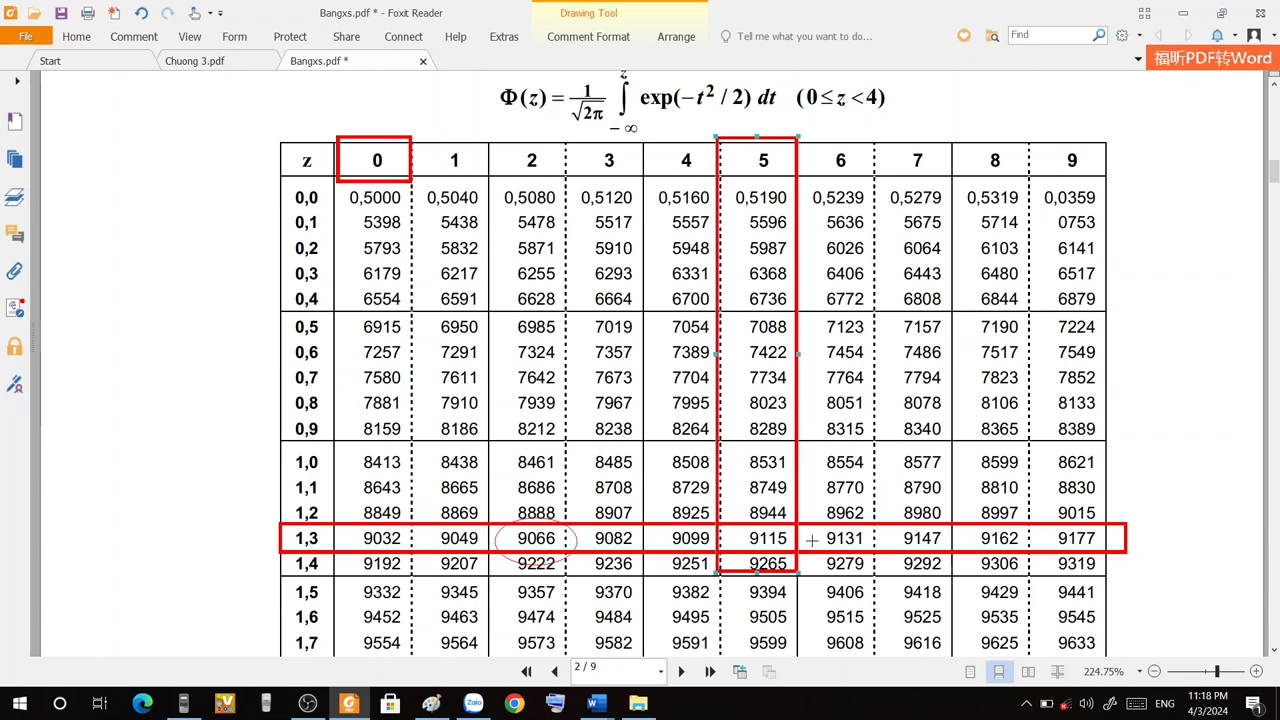 Bangxs.pdf * - Foxit Reader
Drawing Tool
File Home Comment View Form Protect Share Connect Help Extras Comment Format Arrange Tell me what you want to do... Find
福昕PDF转Word
Start Chuong 3.pdf Bangxs.pdf *
Φ(z) = 1/√2π ∫ −∞ z exp(−t² / 2) dt (0 ≤ z < 4)
z 0 1 2 3 4 5 6 7 8 9
0,0 0,5000 0,5040 0,5080 0,5120 0,5160 0,5190 0,5239 0,5279 0,5319 0,0359
0,1 5398 5438 5478 5517 5557 5596 5636 5675 5714 0753
0,2 5793 5832 5871 5910 5948 5987 6026 6064 6103 6141
0,3 6179 6217 6255 6293 6331 6368 6406 6443 6480 6517
0,4 6554 6591 6628 6664 6700 6736 6772 6808 6844 6879
0,5 6915 6950 6985 7019 7054 7088 7123 7157 7190 7224
0,6 7257 7291 7324 7357 7389 7422 7454 7486 7517 7549
0,7 7580 7611 7642 7673 7704 7734 7764 7794 7823 7852
0,8 7881 7910 7939 7967 7995 8023 8051 8078 8106 8133
0,9 8159 8186 8212 8238 8264 8289 8315 8340 8365 8389
1,0 8413 8438 8461 8485 8508 8531 8554 8577 8599 8621
1,1 8643 8665 8686 8708 8729 8749 8770 8790 8810 8830
1,2 8849 8869 8888 8907 8925 8944 8962 8980 8997 9015
1,3 9032 9049 9066 9082 9099 9115 9131 9147 9162 9177
1,4 9192 9207 9222 9236 9251 9265 9279 9292 9306 9319
1,5 9332 9345 9357 9370 9382 9394 9406 9418 9429 9441
1,6 9452 9463 9474 9484 9495 9505 9515 9525 9535 9545
1,7 9554 9564 9573 9582 9591 9599 9608 9616 9625 9633
2 / 9 224.75%
Zalo ENG 11:18 PM
4/3/2024